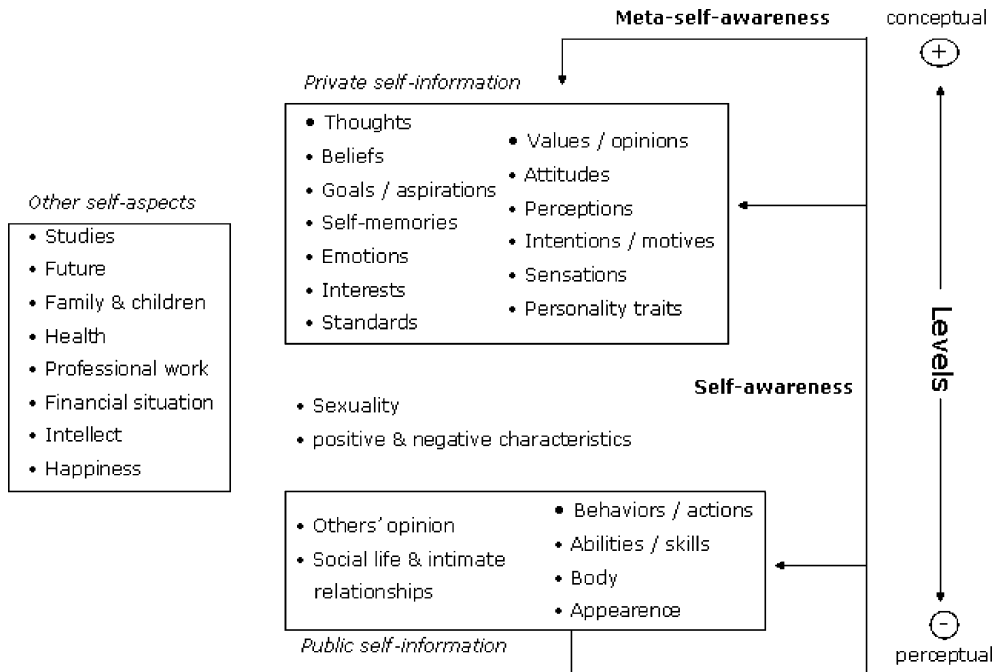 Meta-self-awareness
conceptual
+
Private self-information
• Thoughts
• Beliefs
• Goals / aspirations
• Self-memories
• Emotions
• Interests
• Standards
• Values / opinions
• Attitudes
• Perceptions
• Intentions / motives
• Sensations
• Personality traits
Other self-aspects
• Studies
• Future
• Family & children
• Health
• Professional work
• Financial situation
• Intellect
• Happiness
Levels
Self-awareness
• Sexuality
• positive & negative characteristics
• Others' opinion
• Social life & intimate
relationships
• Behaviors / actions
• Abilities / skills
• Body
• Appearence
Public self-information
-
perceptual